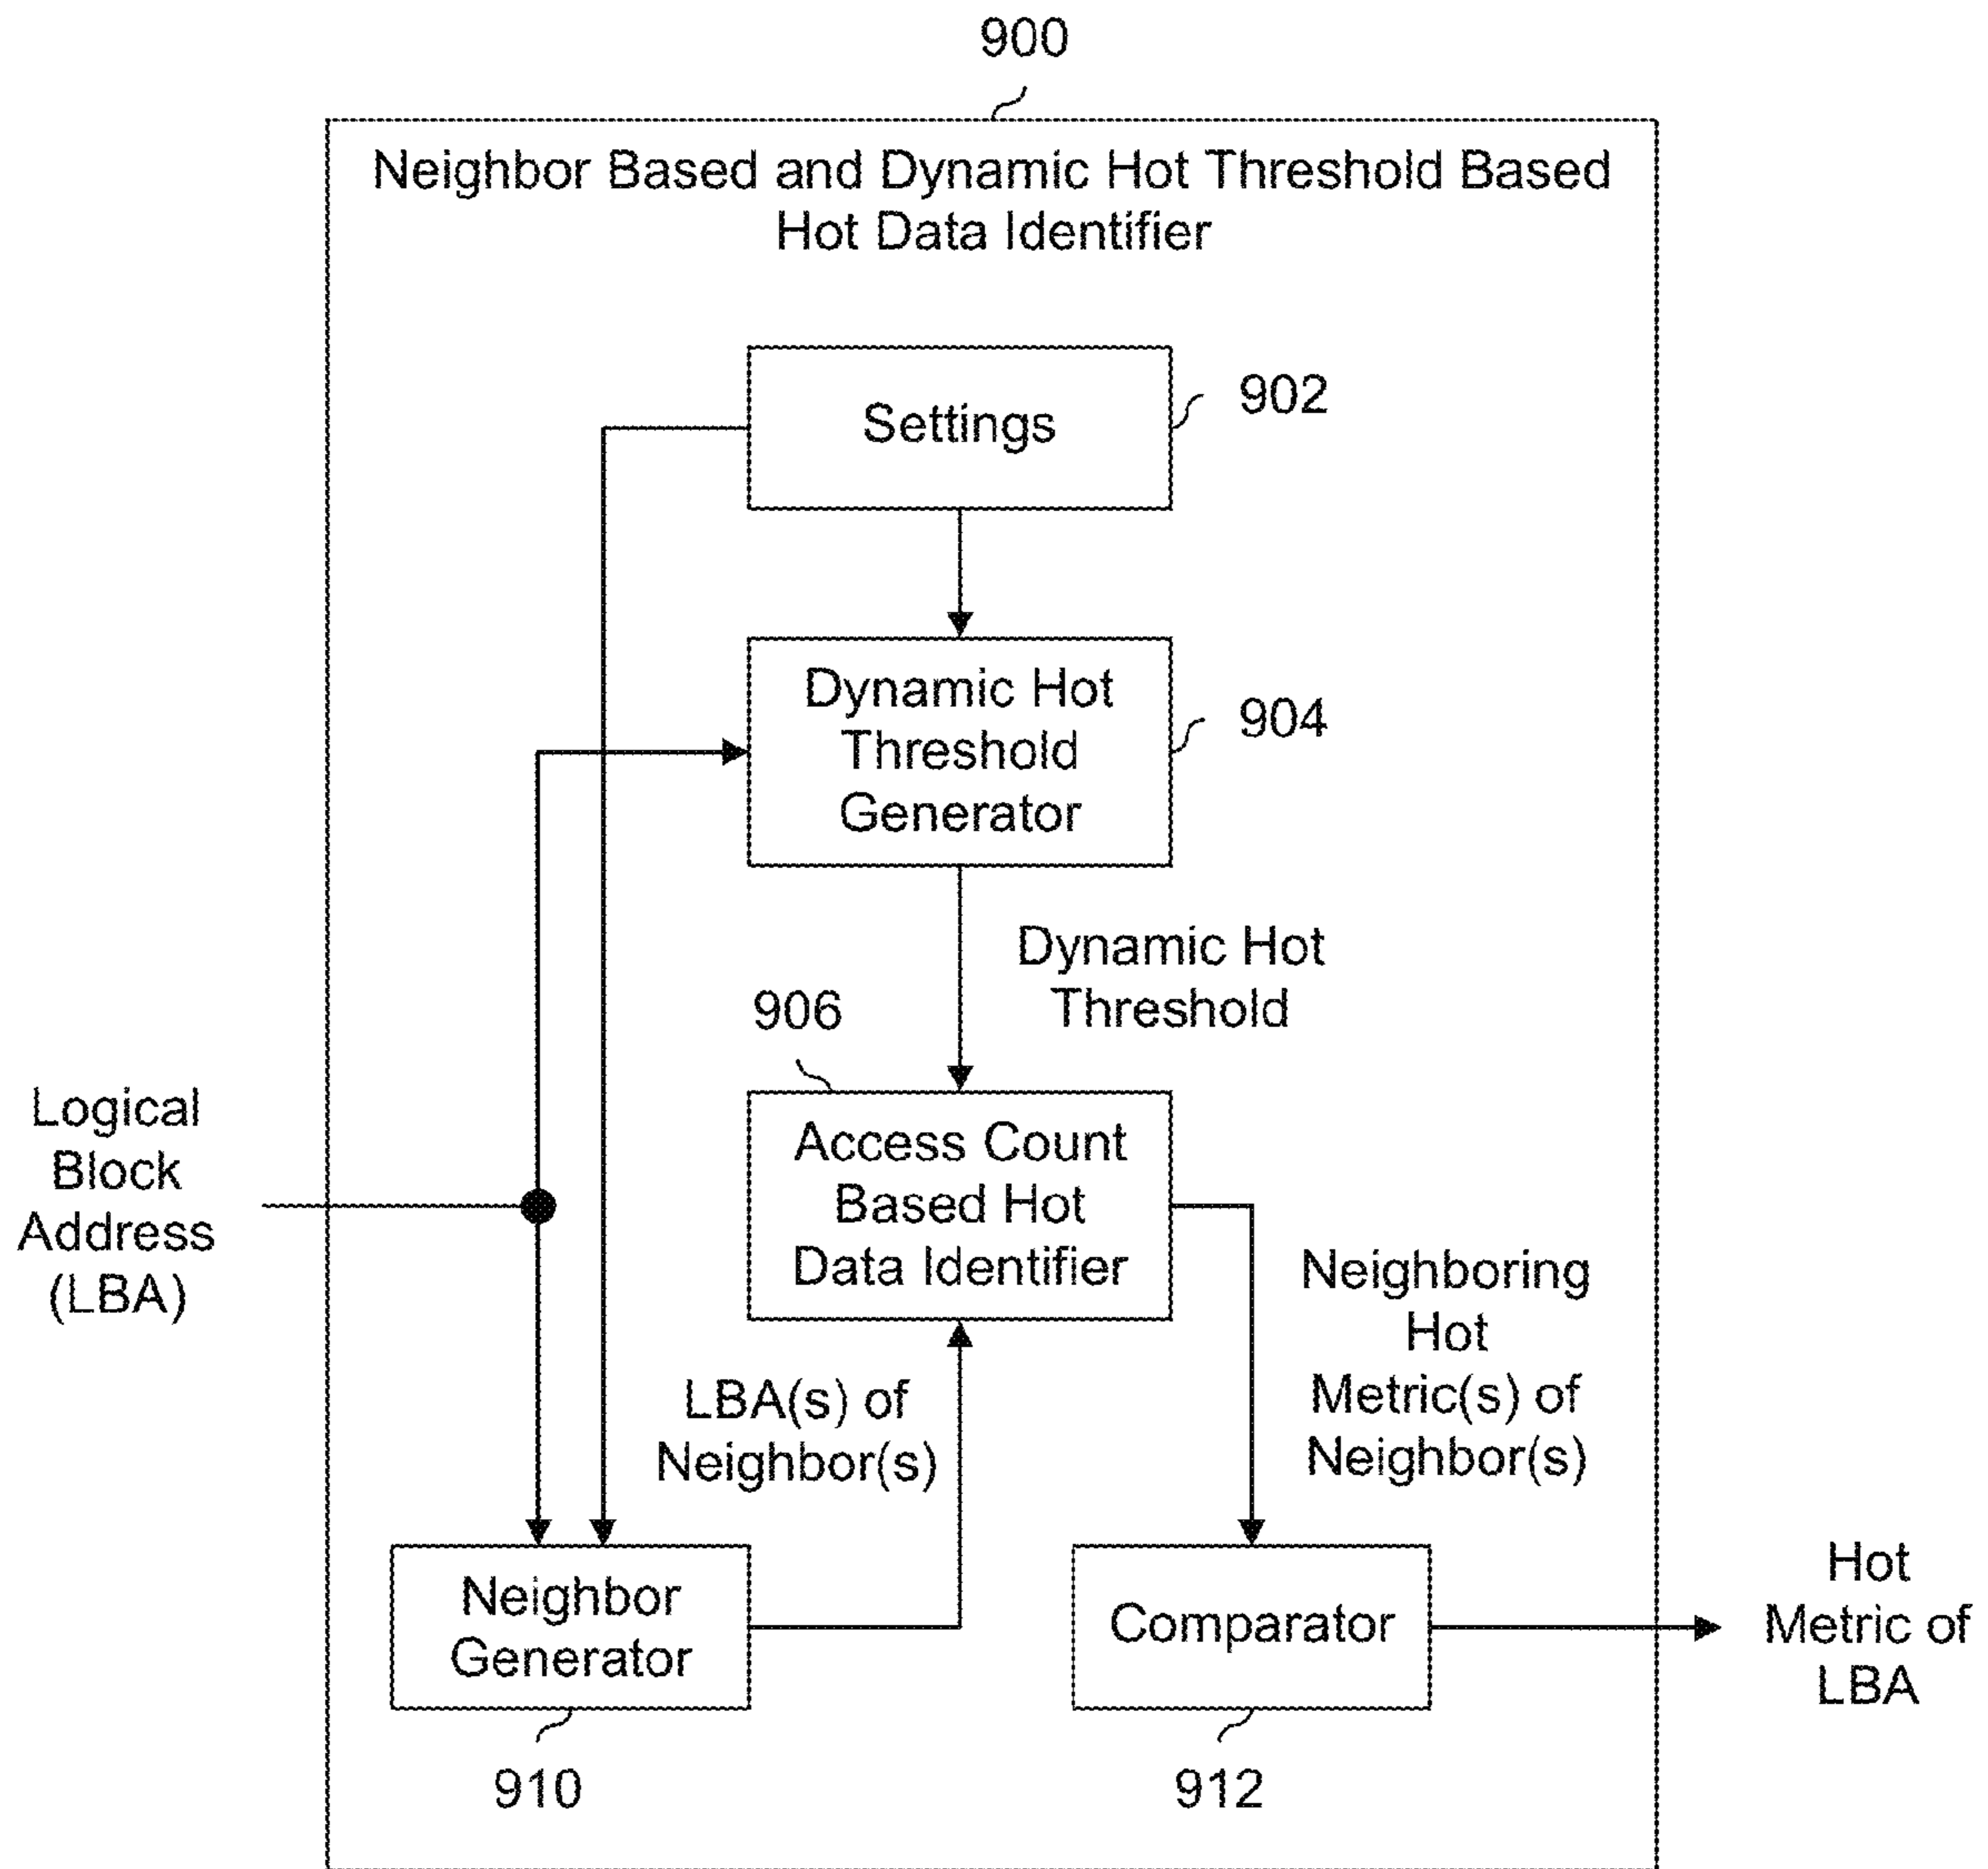 900
Neighbor Based and Dynamic Hot Threshold Based
Hot Data Identifier
Settings
902
Dynamic Hot
Threshold
Generator
904
Dynamic Hot
Threshold
906
Access Count
Based Hot
Data Identifier
Logical
Block
Address
(LBA)
LBA(s) of
Neighbor(s)
Neighboring
Hot
Metric(s) of
Neighbor(s)
Neighbor
Generator
910
Comparator
912
Hot
Metric of
LBA